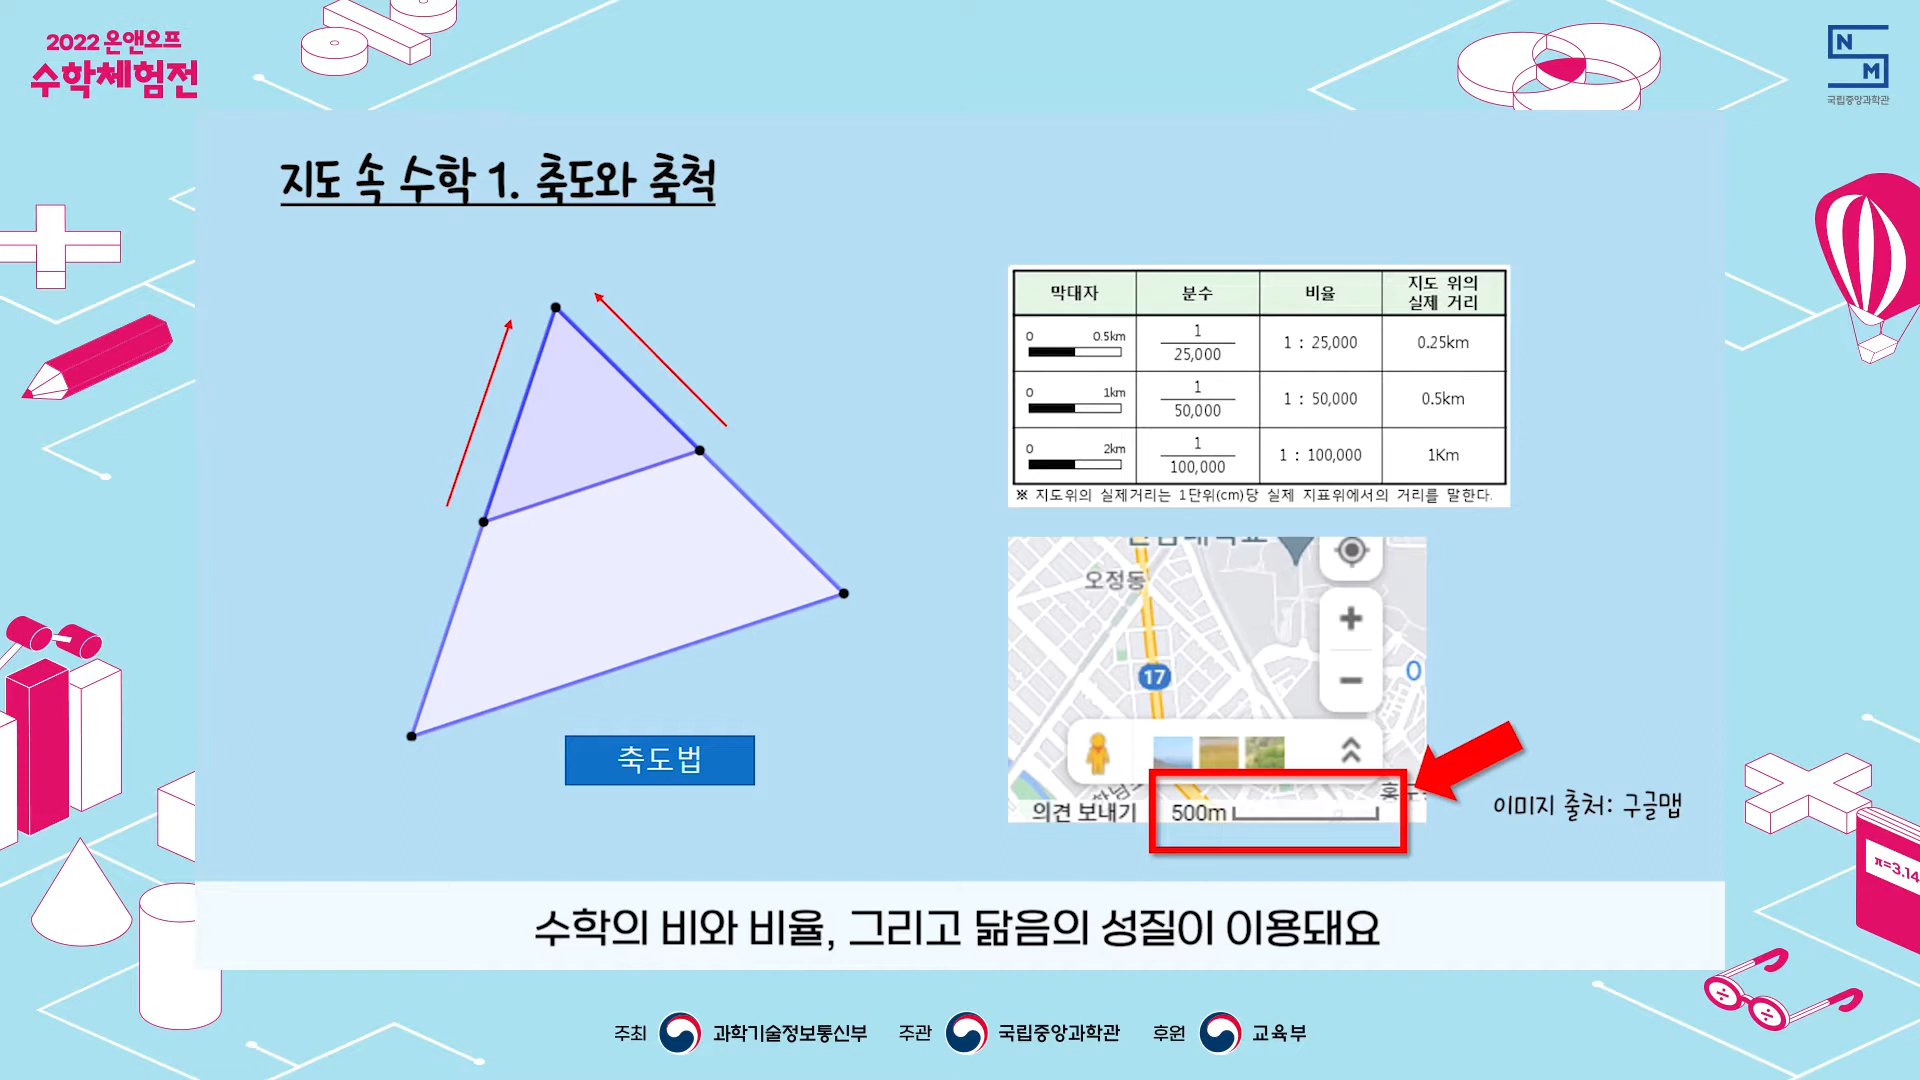 2022 온앤오프
수학체험전
N
M
국립중앙과학관
지도 속 수학 1. 축도와 축척
막대자 분수 비율 지도 위의 실제 거리
0 0.5km 1/25,000 1 : 25,000 0.25km
0 1km 1/50,000 1 : 50,000 0.5km
0 2km 1/100,000 1 : 100,000 1Km
※ 지도위의 실제거리는 1단위(cm)당 실제 지표위에서의 거리를 말한다.
오정동
17
의견 보내기 500m
축도법
이미지 출처: 구글맵
π=3.14
수학의 비와 비율, 그리고 닮음의 성질이 이용돼요
주최 과학기술정보통신부 주관 국립중앙과학관 후원 교육부